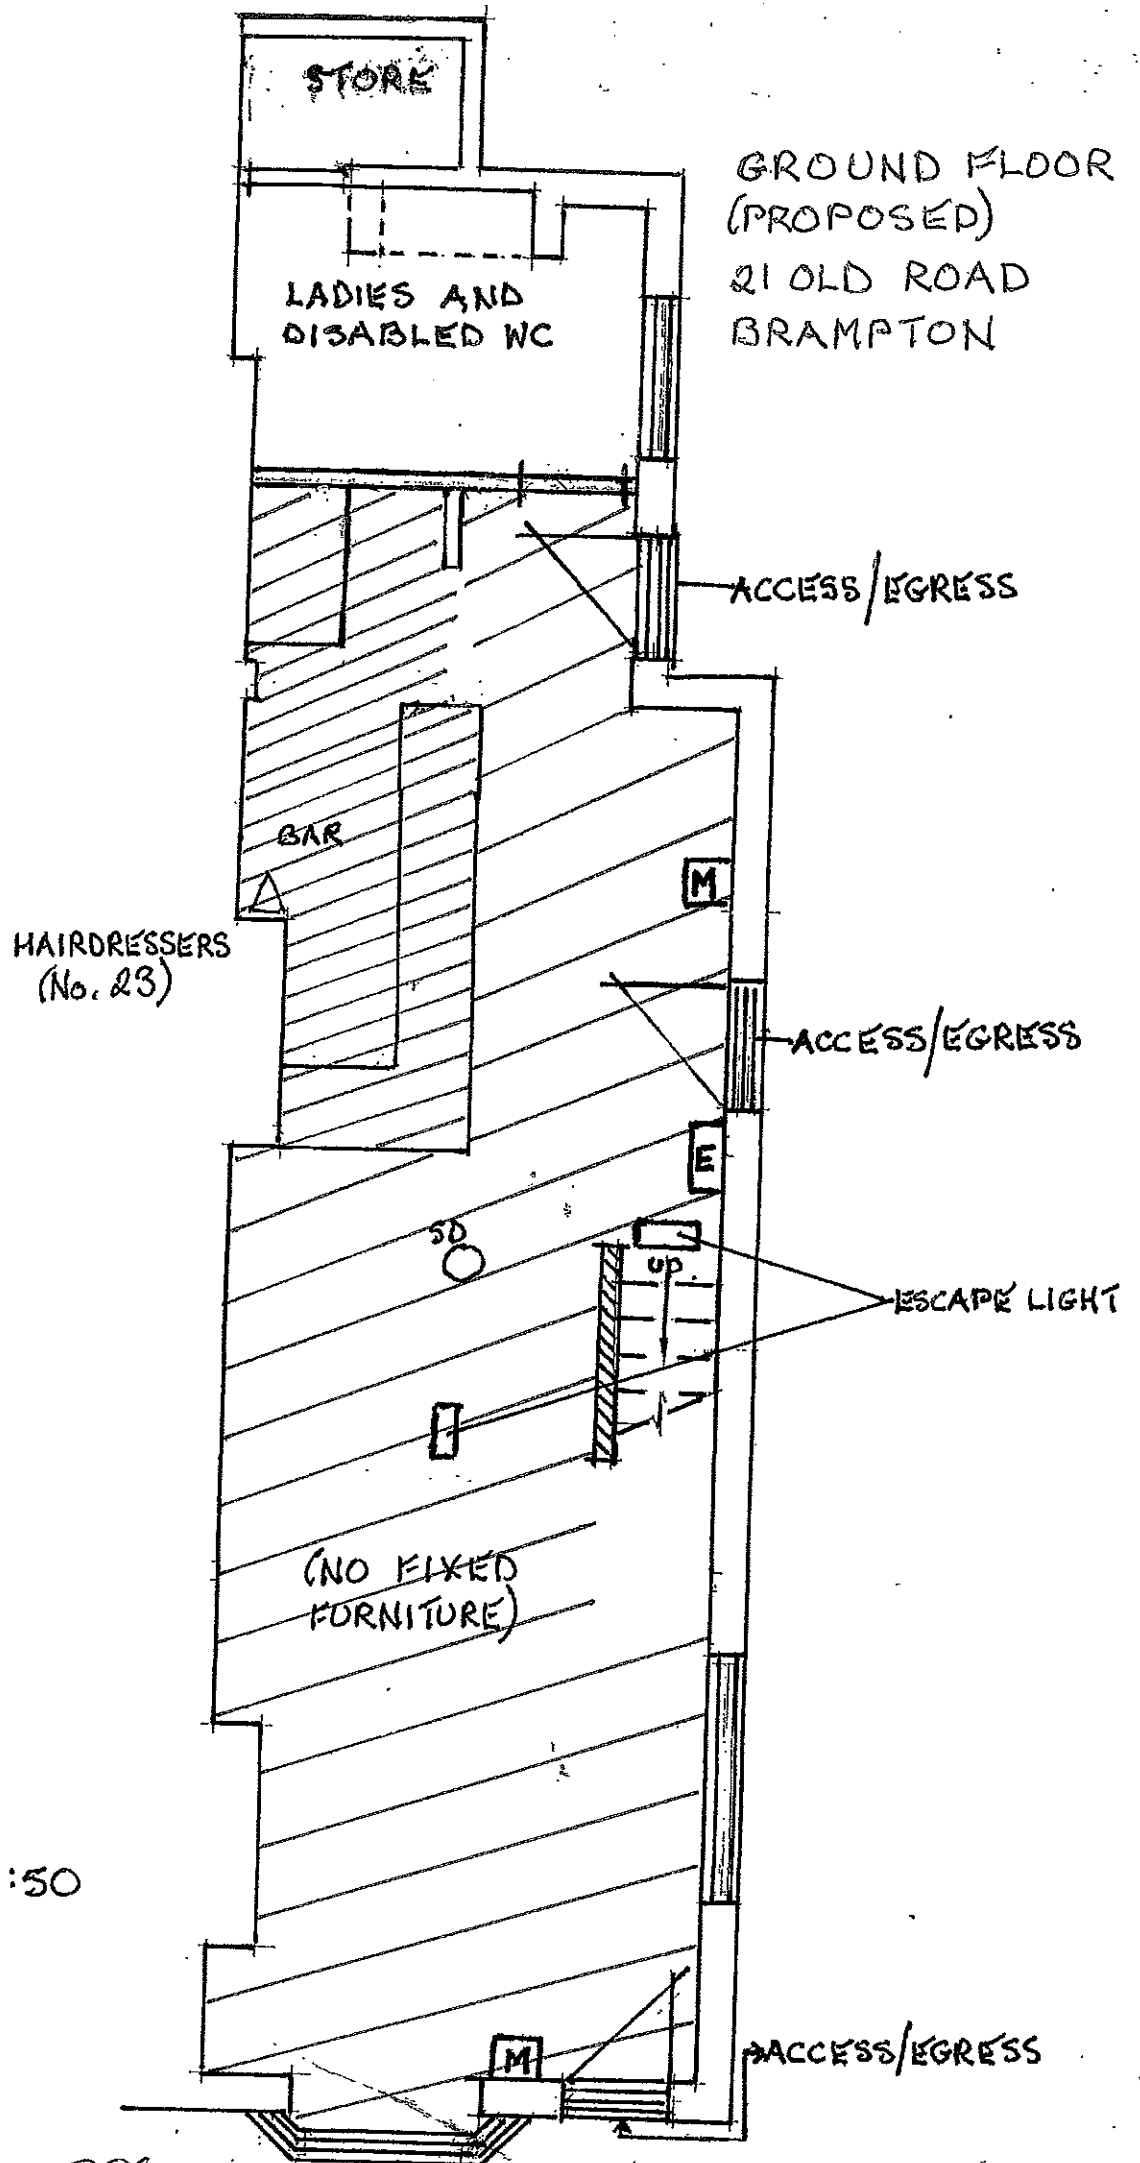 STORE
GROUND FLOOR
(PROPOSED)
21 OLD ROAD
BRAMPTON
LADIES AND
DISABLED WC
ACCESS/EGRESS
BAR
M
HAIRDRESSERS
(No. 23)
ACCESS/EGRESS
E
SD
UP
ESCAPE LIGHT
(NO FIXED
FURNITURE)
:50
M
ACCESS/EGRESS